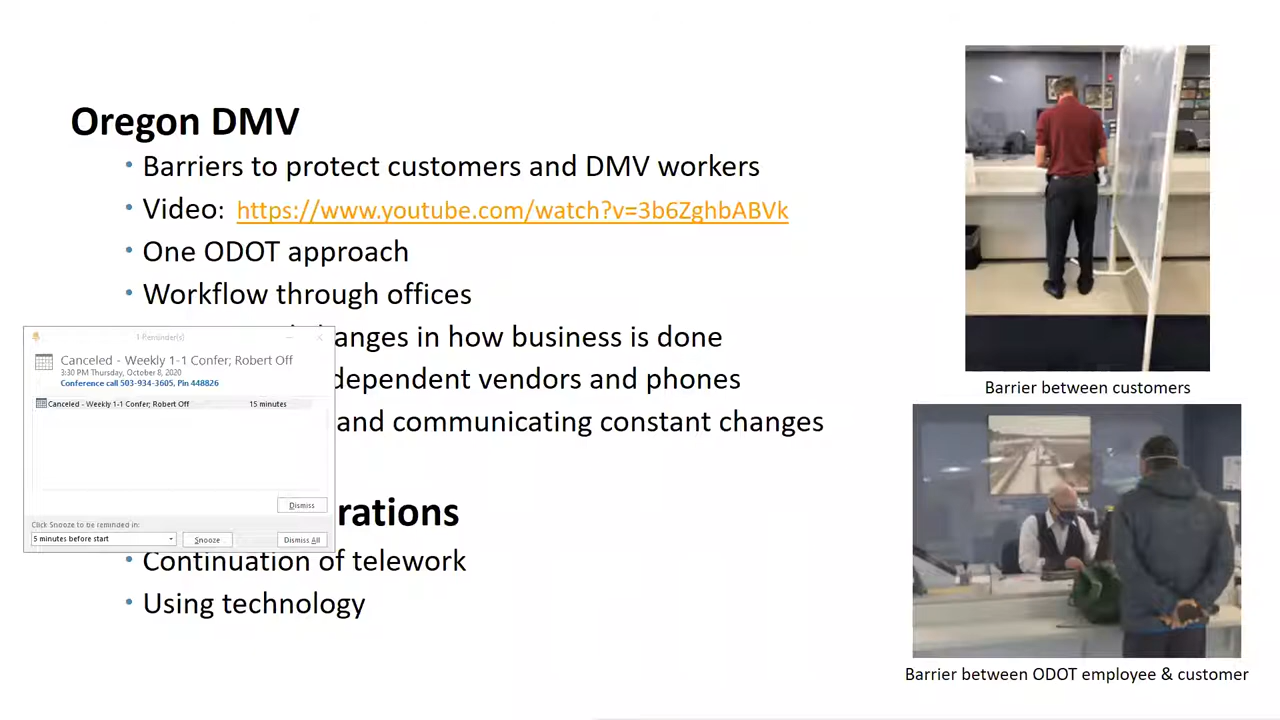 Oregon DMV
• Barriers to protect customers and DMV workers
• Video: https://www.youtube.com/watch?v=3b6ZghbABVk
• One ODOT approach
• Workflow through offices
anges in how business is done
dependent vendors and phones
and communicating constant changes
rations
• Continuation of telework
• Using technology
1 Reminder(s)
Canceled - Weekly 1-1 Confer; Robert Off
3:30 PM Thursday, October 8, 2020
Conference call 503-934-3605, Pin 448826
Canceled - Weekly 1-1 Confer; Robert Off 15 minutes
Dismiss
Click Snooze to be reminded in:
5 minutes before start Snooze Dismiss All
Barrier between customers
Barrier between ODOT employee & customer